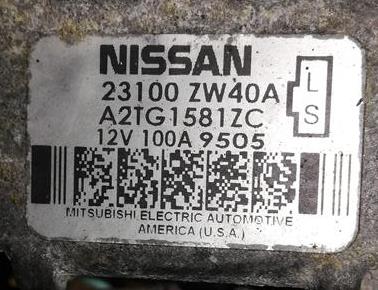 NISSAN
23100 ZW40A
L
A2TG1581ZC
S
12V 100A 9505
MITSUBISHI ELECTRIC AUTOMOTIVE
AMERICA (U.S.A.)